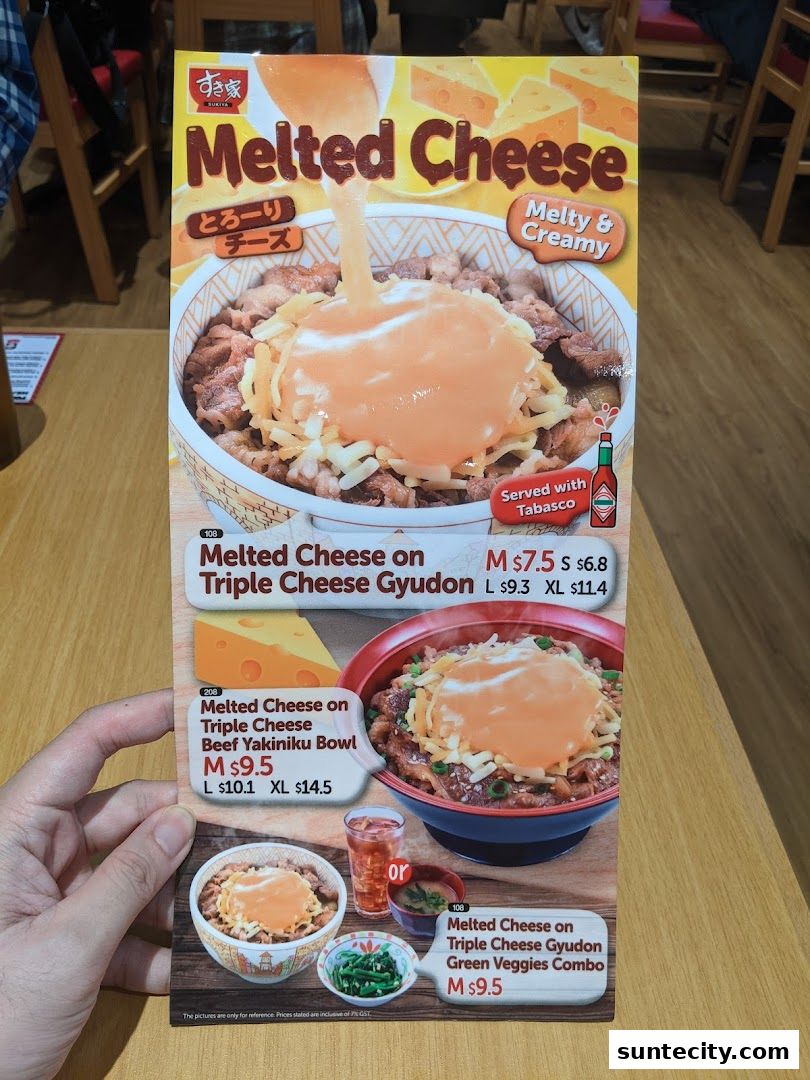 すき家
SUKIYA
Melted Cheese
とろーり
チーズ
Melty &
Creamy
Served with
Tabasco
108
Melted Cheese on
Triple Cheese Gyudon
M $7.5 S $6.8
L $9.3 XL $11.4
208
Melted Cheese on
Triple Cheese
Beef Yakiniku Bowl
M $9.5
L $10.1 XL $14.5
or
108
Melted Cheese on
Triple Cheese Gyudon
Green Veggies Combo
M $9.5
The pictures are only for reference. Prices stated are inclusive of 7% GST.
suntecity.com